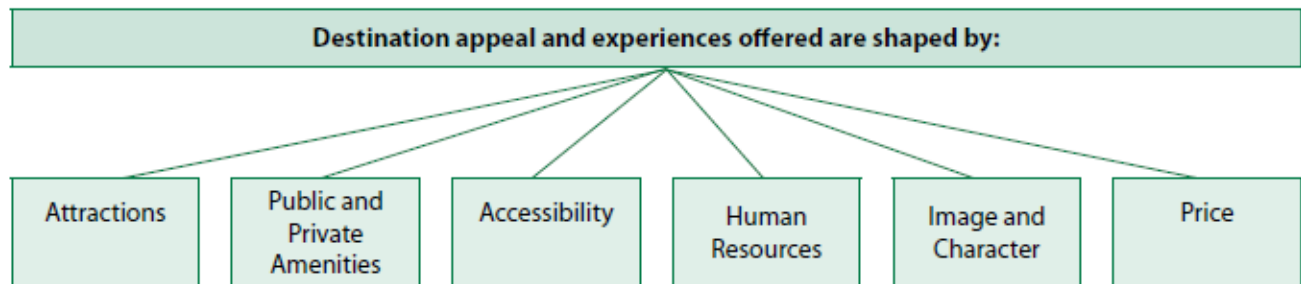 Destination appeal and experiences offered are shaped by:
Attractions
Public and
Private
Amenities
Accessibility
Human
Resources
Image and
Character
Price